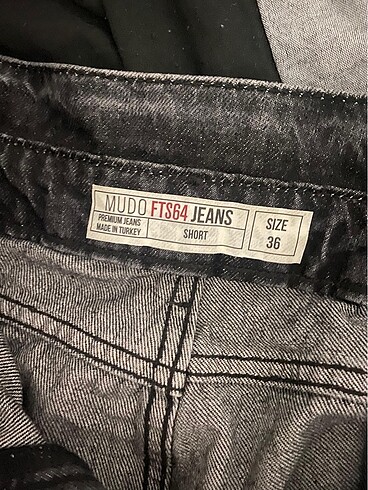 MUDO FTS64 JEANS
PREMIUM JEANS
MADE IN TURKEY
SHORT
SIZE
36